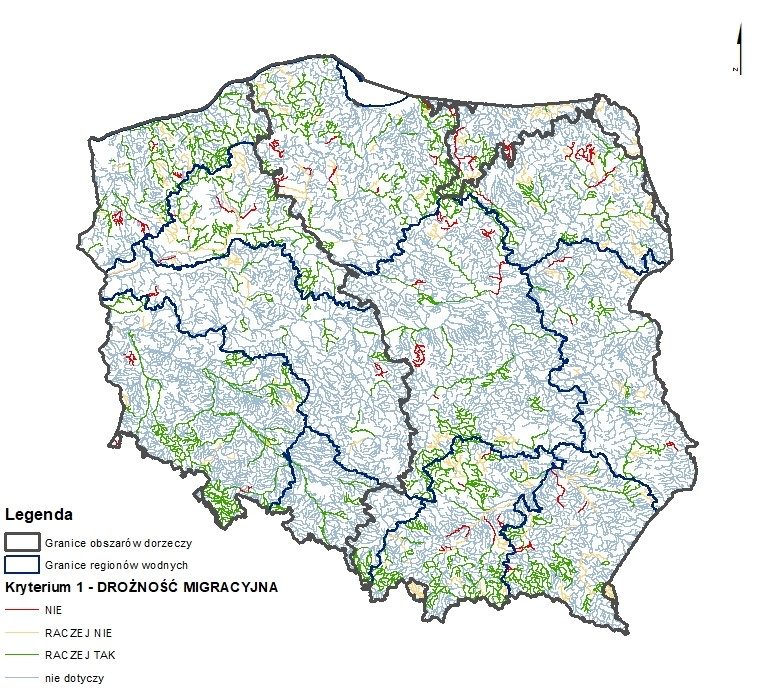 z
Legenda
Granice obszarów dorzeczy
Granice regionów wodnych
Kryterium 1 - DROŻNOŚĆ MIGRACYJNA
NIE
RACZEJ NIE
RACZEJ TAK
nie dotyczy